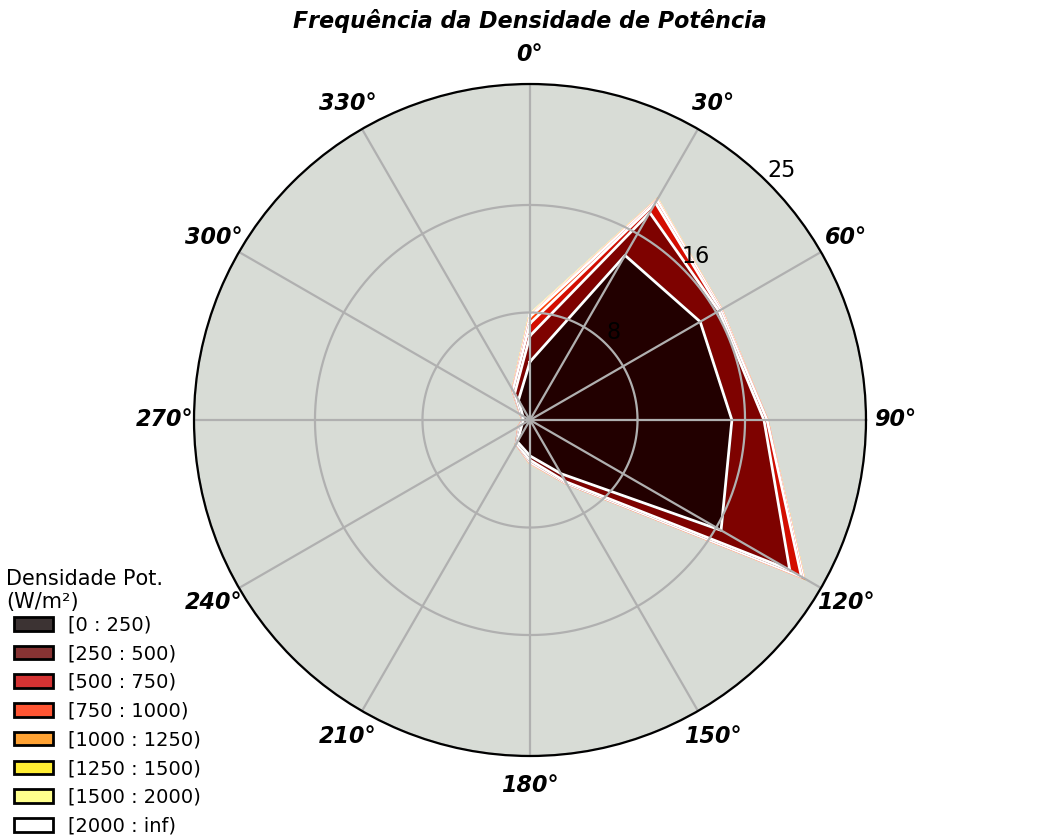 Frequência da Densidade de Potência
0°
330°
30°
25
300°
60°
16
8
270°
90°
240°
120°
210°
150°
180°
Densidade Pot.
(W/m²)
[0 : 250)
[250 : 500)
[500 : 750)
[750 : 1000)
[1000 : 1250)
[1250 : 1500)
[1500 : 2000)
[2000 : inf)